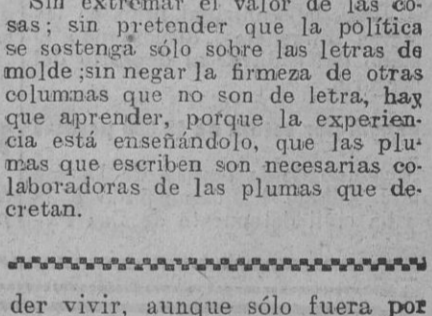 Sin extremar el valor de las co-
sas; sin pretender que la política
se sostenga sólo sobre las letras de
molde ;sin negar la firmeza de otras
columnas que no son de letra, hay
que aprender, porque la experien-
cia está enseñándolo, que las plu-
mas que escriben son necesarias co-
laboradoras de las plumas que de-
cretan.
der vivir, aunque sólo fuera por